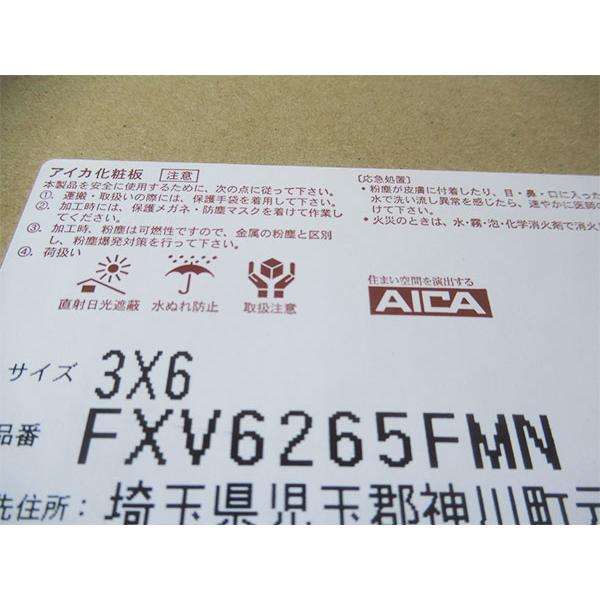 アイカ化粧板 注意
本製品を安全に使用するために、次の点に従って下さい。
①. 運搬・取扱いの際には、保護手袋を着けて下さい。
②. 加工時には、保護メガネ・防塵マスクを着けて作業し
てください。
③. 加工時、粉塵は可燃性ですので、金属の粉塵と区別
し、粉塵爆発対策を行って下さい。
④. 荷扱い
直射日光遮蔽 水ぬれ防止 取扱注意
[応急処置]
• 粉塵が皮膚に付着したり、目・鼻・口に入った
水で洗い流し異常を感じたら、速やかに医師の
• 火災のときは、水・霧・泡・化学消火剤で消火
住まい空間を演出する
AICA
サイズ 3X6
品番 FXV6265FMN
先住所: 埼玉県児玉郡神川町元